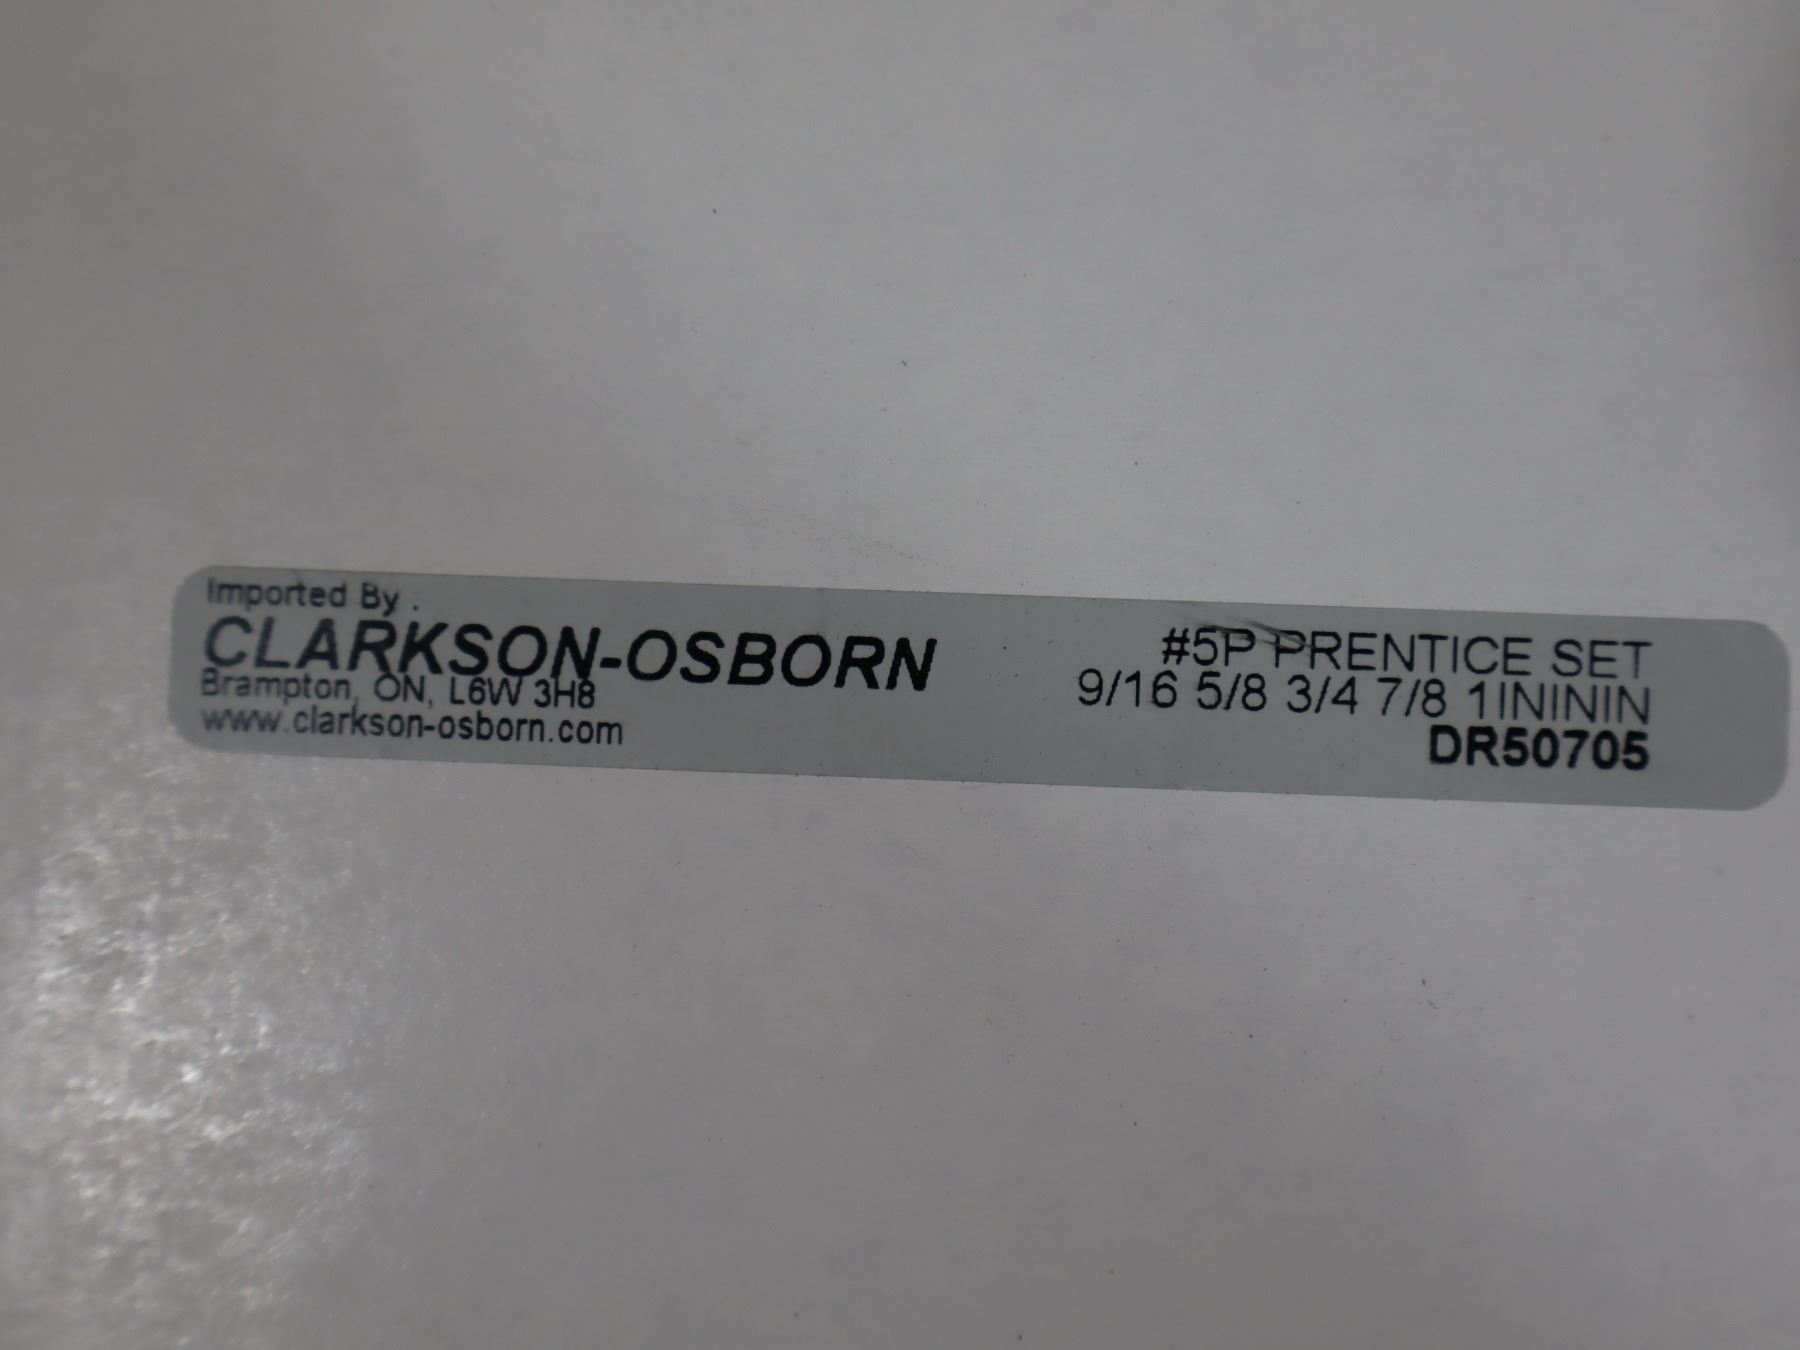 Imported By .
CLARKSON-OSBORN
Brampton, ON, L6W 3H8
www.clarkson-osborn.com
#5P PRENTICE SET
9/16 5/8 3/4 7/8 1INININ
DR50705